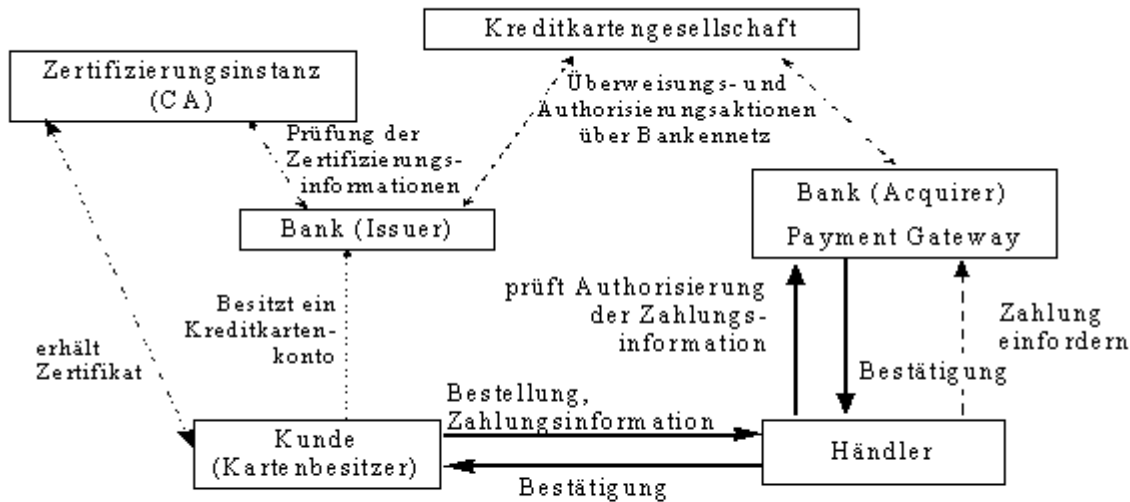 Kreditkartengesellschaft
Zertifizierungsinstanz
(CA)
Überweisungs- und
Authorisierungsaktionen
über Bankennetz
Prüfung der
Zertifizierungs-
informationen
Bank (Acquirer)
Payment Gateway
Bank (Issuer)
prüft Authorisierung
der Zahlungs-
information
Besitzt ein
Kreditkarten-
konto
Zahlung
einfordern
erhält
Zertifikat
Bestätigung
Bestellung,
Zahlungsinformation
Kunde
(Kartenbesitzer)
Händler
Bestätigung